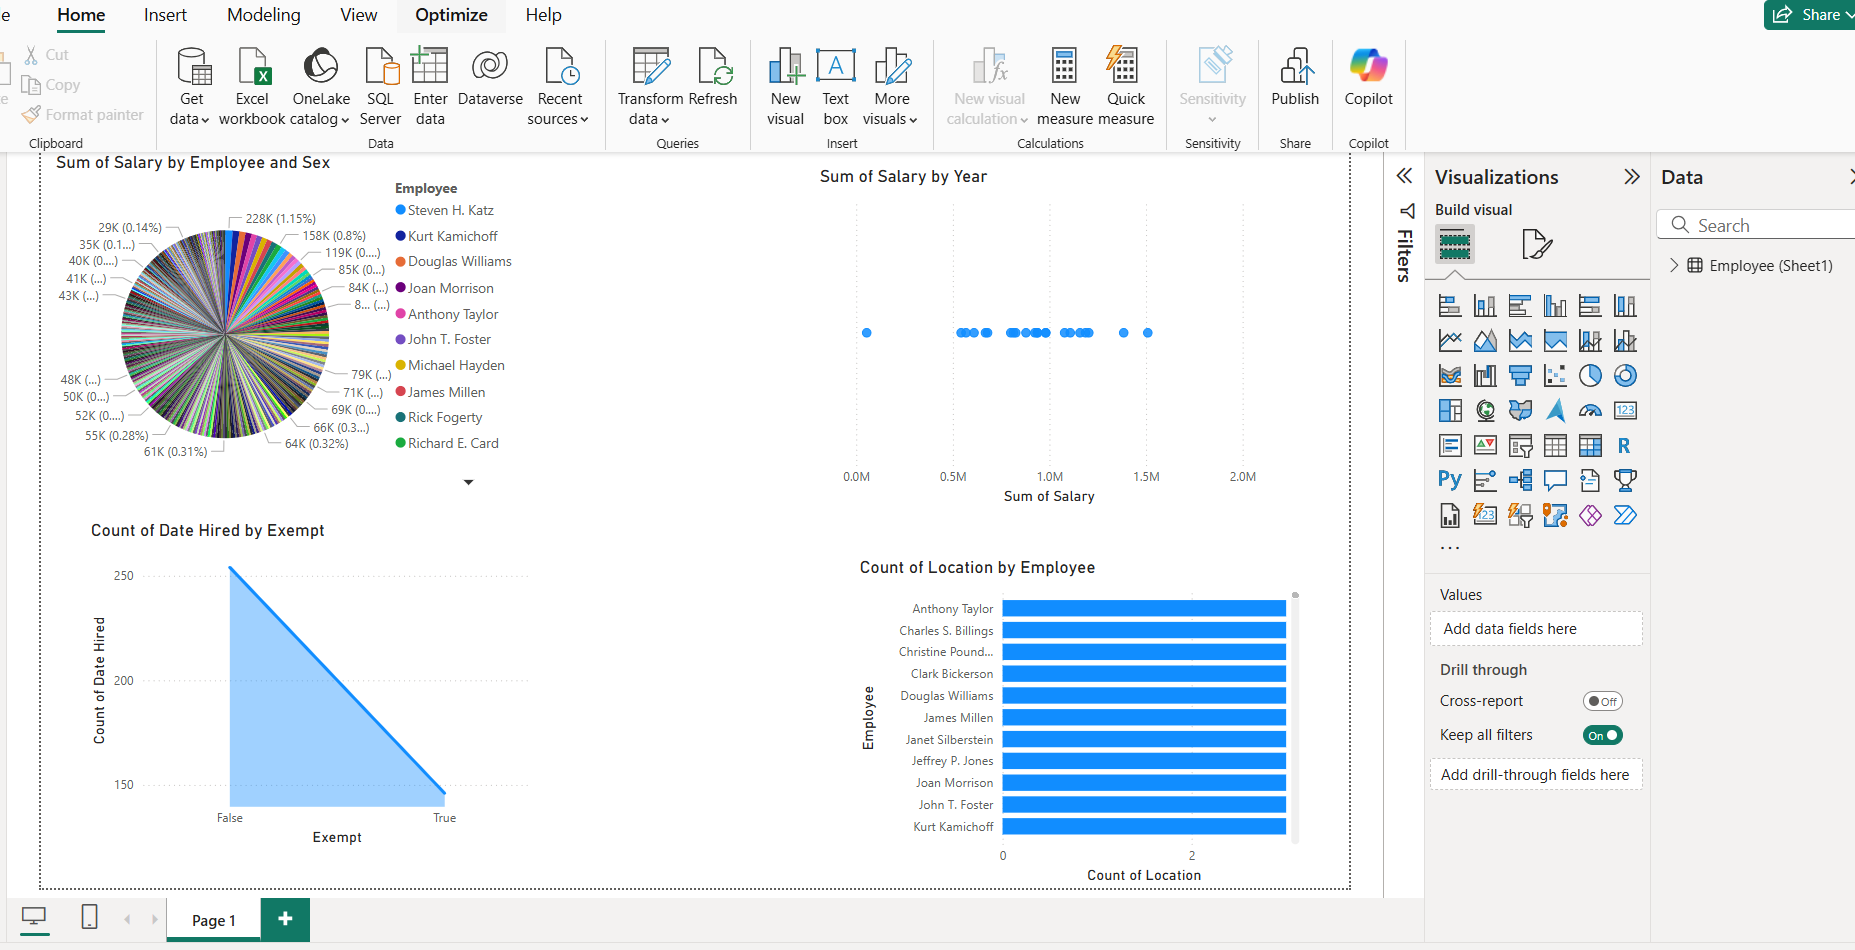 Home Insert Modeling View Optimize Help
Share
Cut
Copy
Format painter
Clipboard
Get data
Excel workbook
OneLake catalog
SQL Server
Enter data
Dataverse
Recent sources
Data
Transform data
Refresh
Queries
New visual
Text box
More visuals
Insert
New visual calculation
New measure
Quick measure
Calculations
Sensitivity
Sensitivity
Publish
Share
Copilot
Copilot
Sum of Salary by Employee and Sex
228K (1.15%)
158K (0.8%)
119K (0....)
85K (0...)
84K (...)
8... (...)
79K (...)
71K (...)
69K (0....)
66K (0.3...)
64K (0.32%)
61K (0.31%)
55K (0.28%)
52K (0....)
50K (0...)
48K (...)
43K (...)
41K (...)
40K (0....)
35K (0.1...)
29K (0.14%)
Employee
Steven H. Katz
Kurt Kamichoff
Douglas Williams
Joan Morrison
Anthony Taylor
John T. Foster
Michael Hayden
James Millen
Rick Fogerty
Richard E. Card
Sum of Salary by Year
0.0M 0.5M 1.0M 1.5M 2.0M
Sum of Salary
Count of Date Hired by Exempt
Count of Date Hired
250
200
150
False True
Exempt
Count of Location by Employee
Employee
Anthony Taylor
Charles S. Billings
Christine Pound...
Clark Bickerson
Douglas Williams
James Millen
Janet Silberstein
Jeffrey P. Jones
Joan Morrison
John T. Foster
Kurt Kamichoff
0 2
Count of Location
Filters
Visualizations
Build visual
123
R
Py
123
...
Values
Add data fields here
Drill through
Cross-report
Off
Keep all filters
On
Add drill-through fields here
Data
Search
Employee (Sheet1)
Page 1